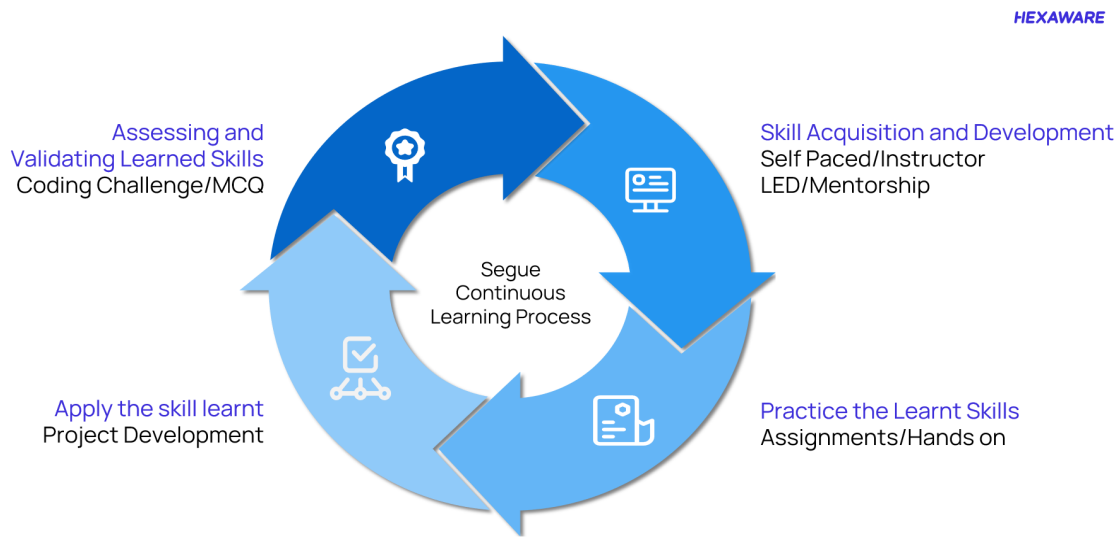 HEXAWARE
Assessing and
Validating Learned Skills
Coding Challenge/MCQ
Skill Acquisition and Development
Self Paced/Instructor
LED/Mentorship
Segue
Continuous
Learning Process
Apply the skill learnt
Project Development
Practice the Learnt Skills
Assignments/Hands on